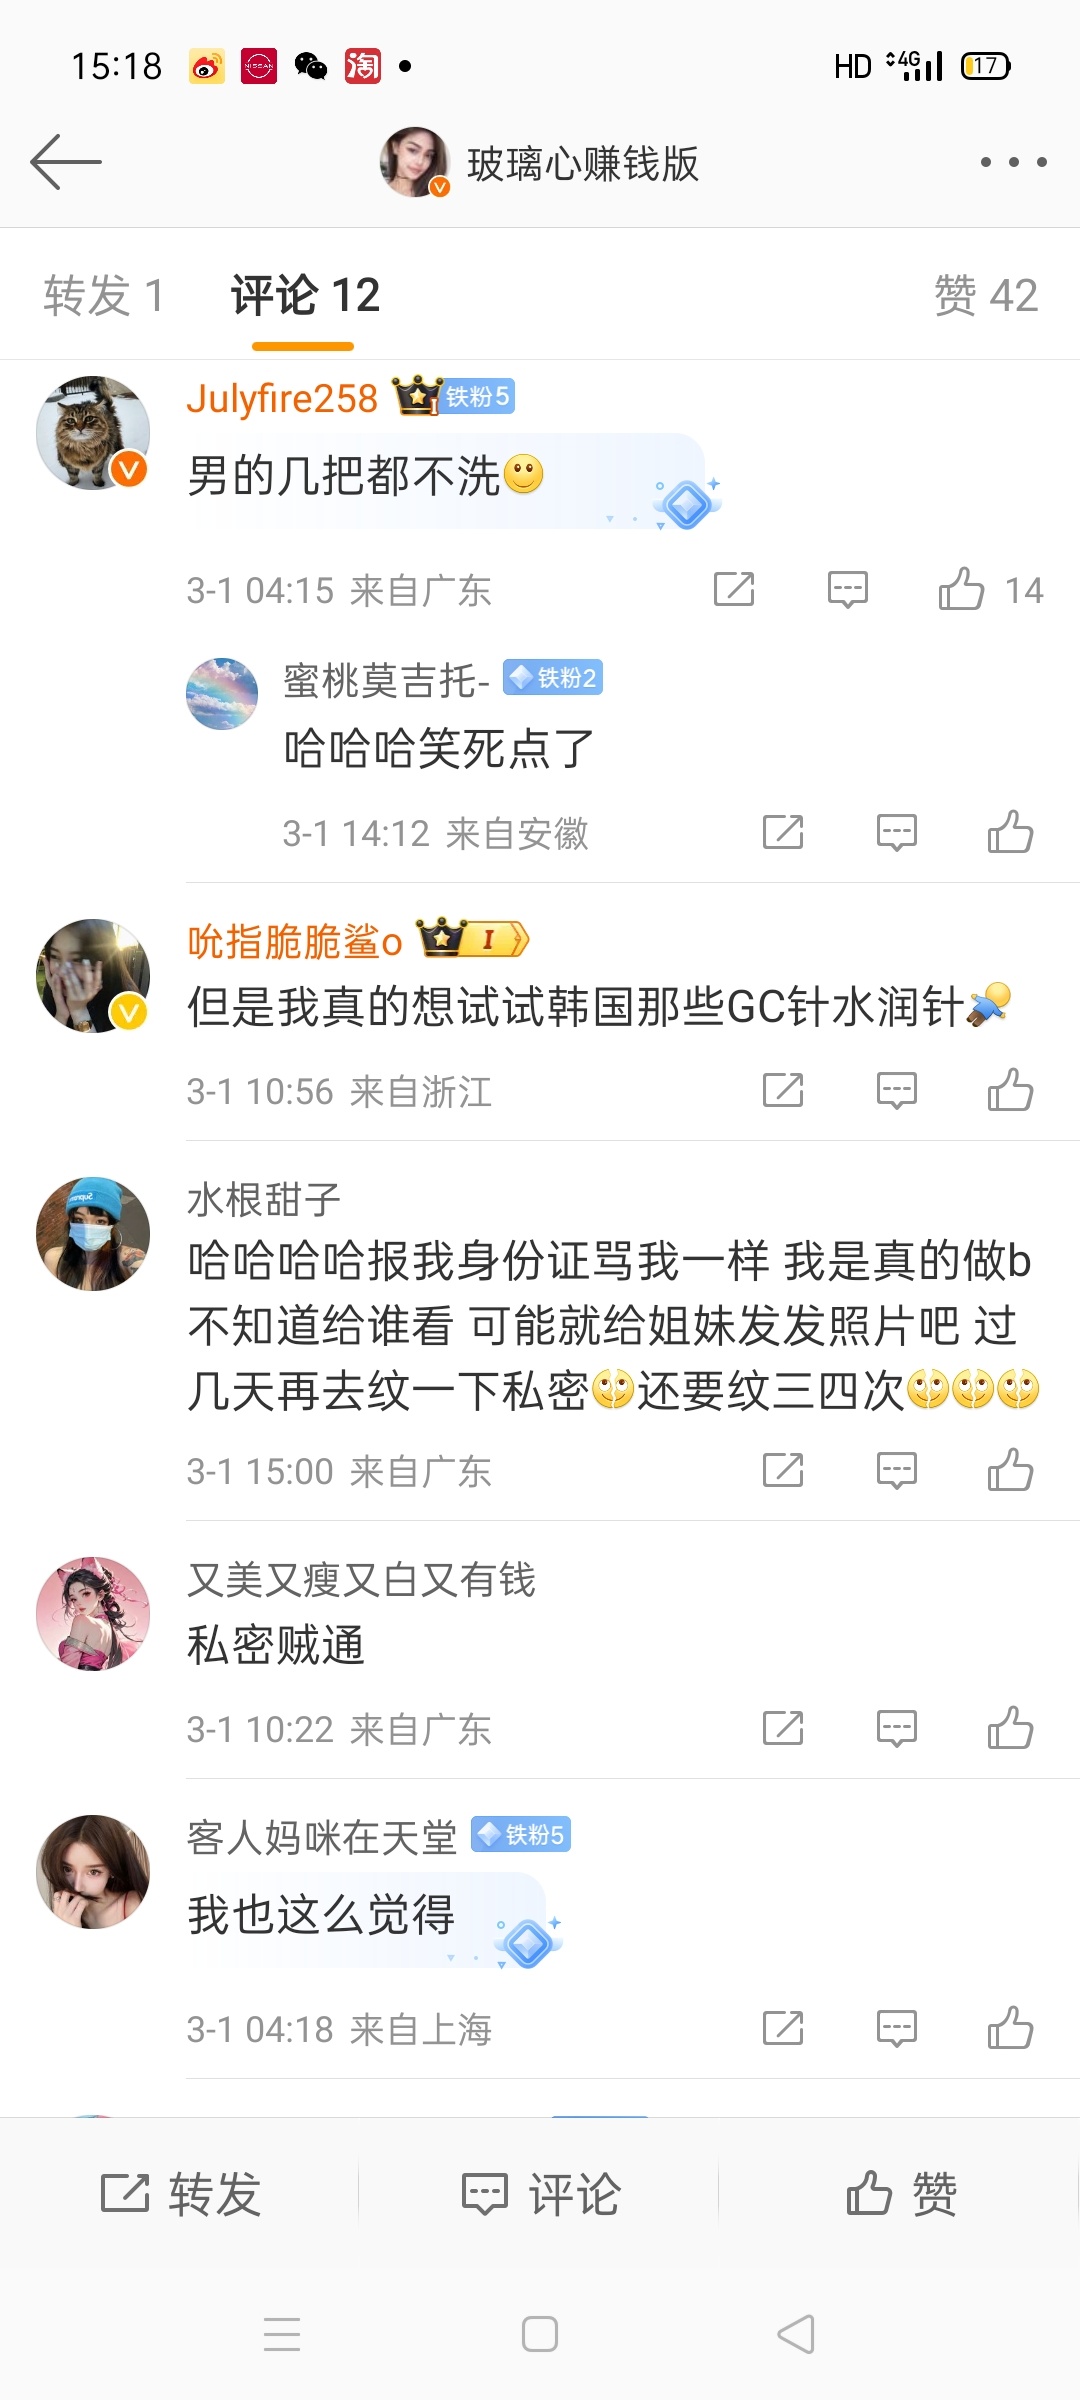 15:18
NISSAN
淘
HD 4G 17
玻璃心赚钱版
转发 1 评论 12 赞 42
Julyfire258 I 铁粉5
男的几把都不洗
3-1 04:15 来自广东 14
蜜桃莫吉托- 铁粉2
哈哈哈笑死点了
3-1 14:12 来自安徽
吮指脆脆鲨o I
但是我真的想试试韩国那些GC针水润针
3-1 10:56 来自浙江
水根甜子
哈哈哈哈报我身份证骂我一样 我是真的做b
不知道给谁看 可能就给姐妹发发照片吧 过
几天再去纹一下私密还要纹三四次
3-1 15:00 来自广东
又美又瘦又白又有钱
私密贼通
3-1 10:22 来自广东
客人妈咪在天堂 铁粉5
我也这么觉得
3-1 04:18 来自上海
转发 评论 赞